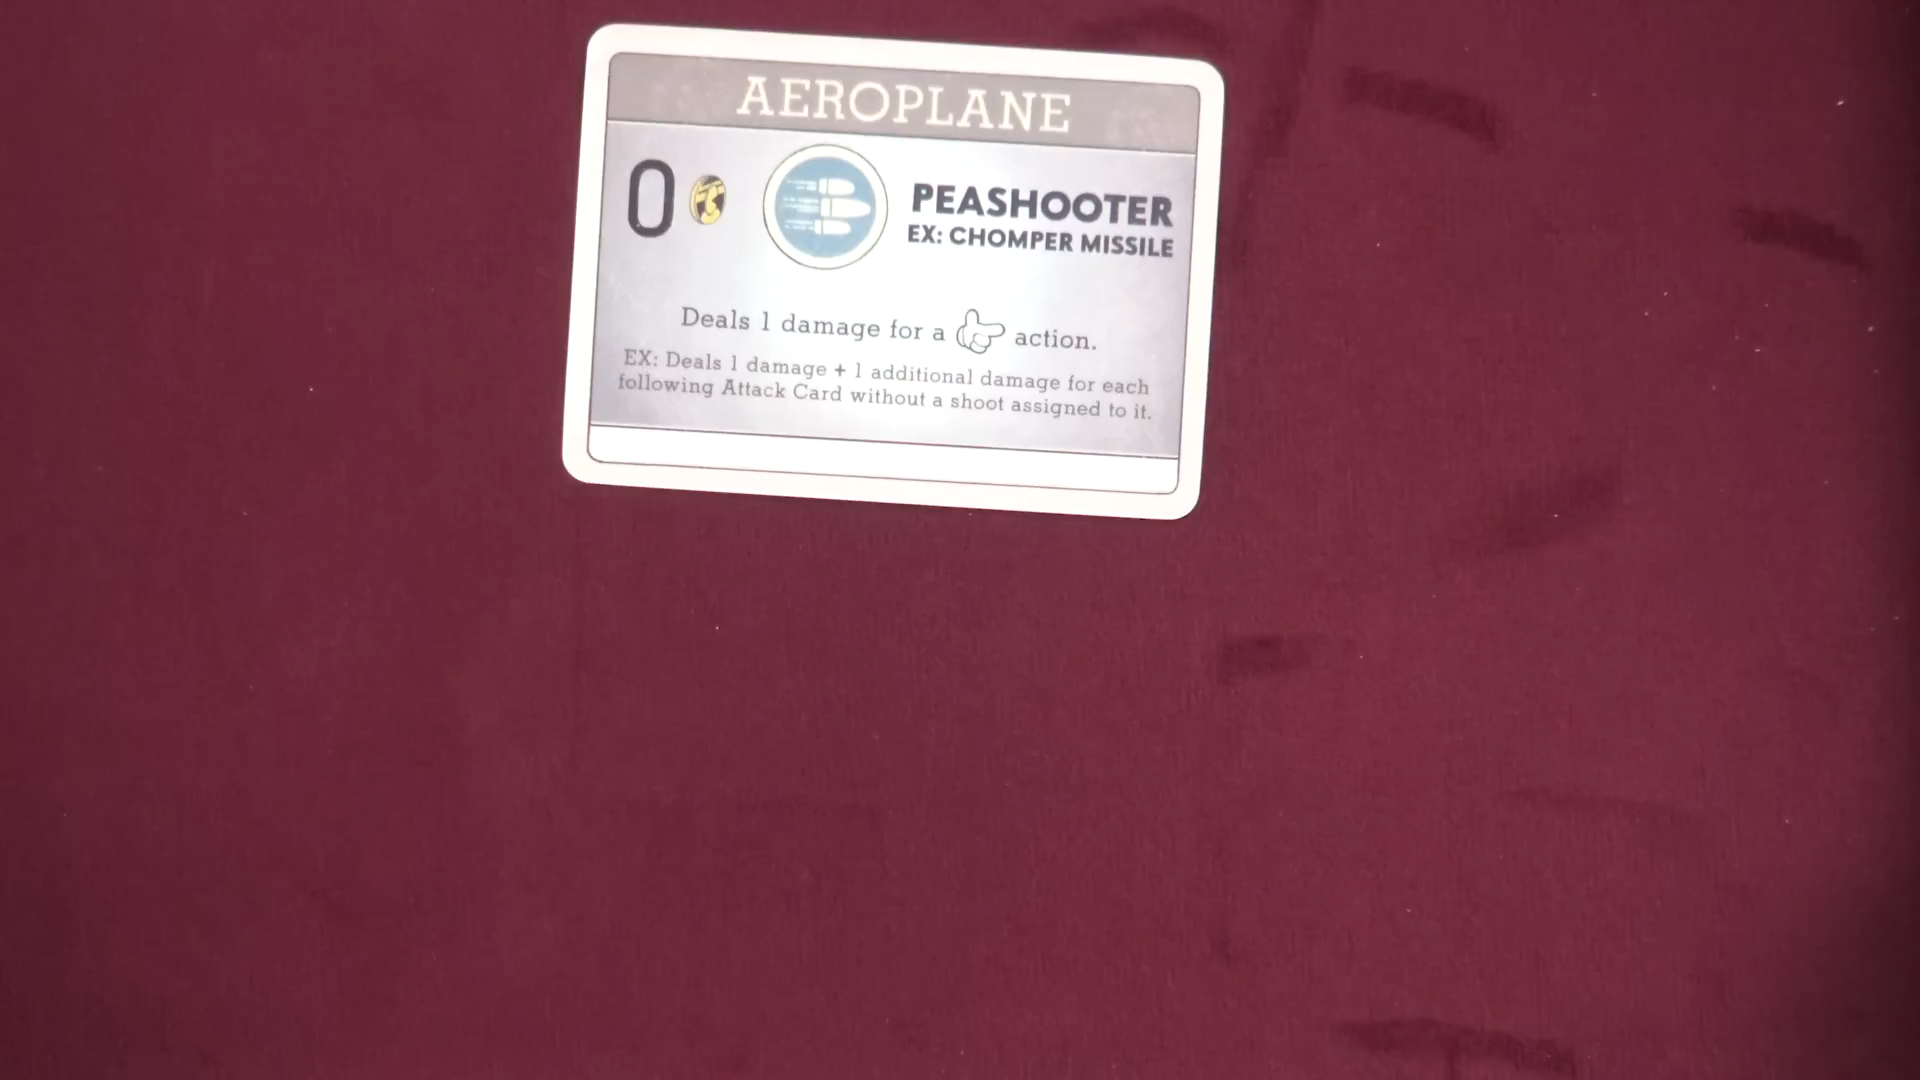 AEROPLANE
0
PEASHOOTER
EX: CHOMPER MISSILE
Deals 1 damage for a action.
EX: Deals 1 damage + 1 additional damage for each
following Attack Card without a shoot assigned to it.